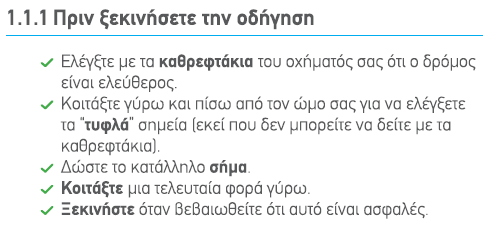 1.1.1 Πριν ξεκινήσετε την οδήγηση
Ελέγξτε με τα καθρεφτάκια του οχήματός σας ότι ο δρόμος
είναι ελεύθερος.
Κοιτάξτε γύρω και πίσω από τον ώμο σας για να ελέγξετε
τα "τυφλά" σημεία (εκεί που δεν μπορείτε να δείτε με τα
καθρεφτάκια).
Δώστε το κατάλληλο σήμα.
Κοιτάξτε μια τελευταία φορά γύρω.
Ξεκινήστε όταν βεβαιωθείτε ότι αυτό είναι ασφαλές.